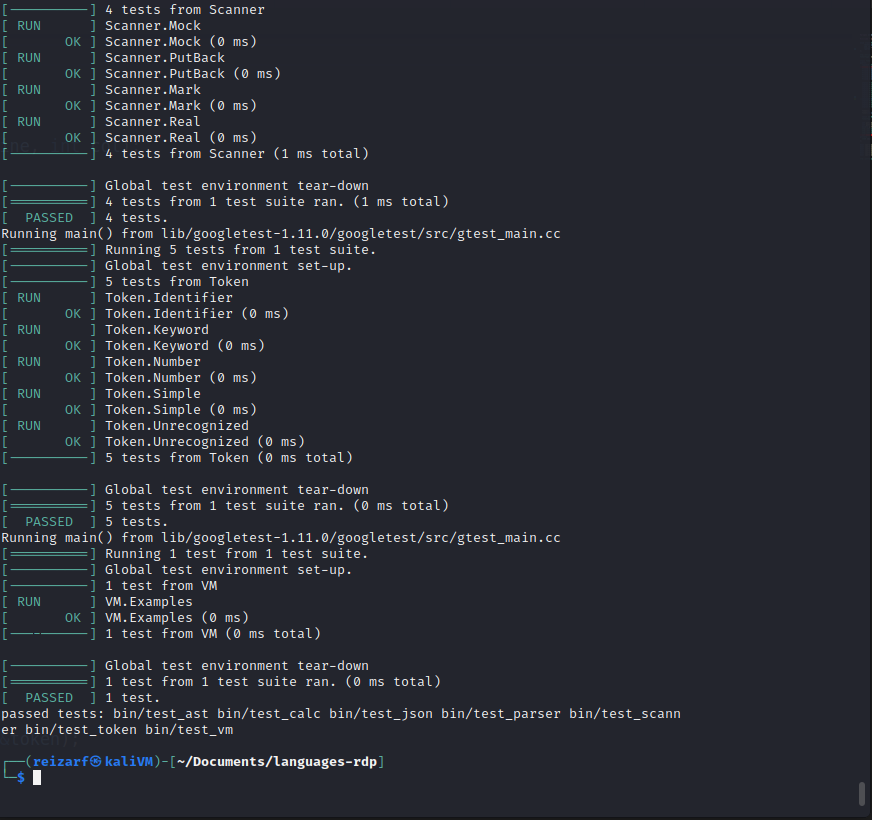 [----------] 4 tests from Scanner
[ RUN      ] Scanner.Mock
[       OK ] Scanner.Mock (0 ms)
[ RUN      ] Scanner.PutBack
[       OK ] Scanner.PutBack (0 ms)
[ RUN      ] Scanner.Mark
[       OK ] Scanner.Mark (0 ms)
[ RUN      ] Scanner.Real
[       OK ] Scanner.Real (0 ms)
[----------] 4 tests from Scanner (1 ms total)

[----------] Global test environment tear-down
[==========] 4 tests from 1 test suite ran. (1 ms total)
[  PASSED  ] 4 tests.
Running main() from lib/googletest-1.11.0/googletest/src/gtest_main.cc
[==========] Running 5 tests from 1 test suite.
[----------] Global test environment set-up.
[----------] 5 tests from Token
[ RUN      ] Token.Identifier
[       OK ] Token.Identifier (0 ms)
[ RUN      ] Token.Keyword
[       OK ] Token.Keyword (0 ms)
[ RUN      ] Token.Number
[       OK ] Token.Number (0 ms)
[ RUN      ] Token.Simple
[       OK ] Token.Simple (0 ms)
[ RUN      ] Token.Unrecognized
[       OK ] Token.Unrecognized (0 ms)
[----------] 5 tests from Token (0 ms total)

[----------] Global test environment tear-down
[==========] 5 tests from 1 test suite ran. (0 ms total)
[  PASSED  ] 5 tests.
Running main() from lib/googletest-1.11.0/googletest/src/gtest_main.cc
[==========] Running 1 test from 1 test suite.
[----------] Global test environment set-up.
[----------] 1 test from VM
[ RUN      ] VM.Examples
[       OK ] VM.Examples (0 ms)
[----------] 1 test from VM (0 ms total)

[----------] Global test environment tear-down
[==========] 1 test from 1 test suite ran. (0 ms total)
[  PASSED  ] 1 test.
passed tests: bin/test_ast bin/test_calc bin/test_json bin/test_parser bin/test_scann
er bin/test_token bin/test_vm

┌──(reizarf㉿kaliVM)-[~/Documents/languages-rdp]
└─$